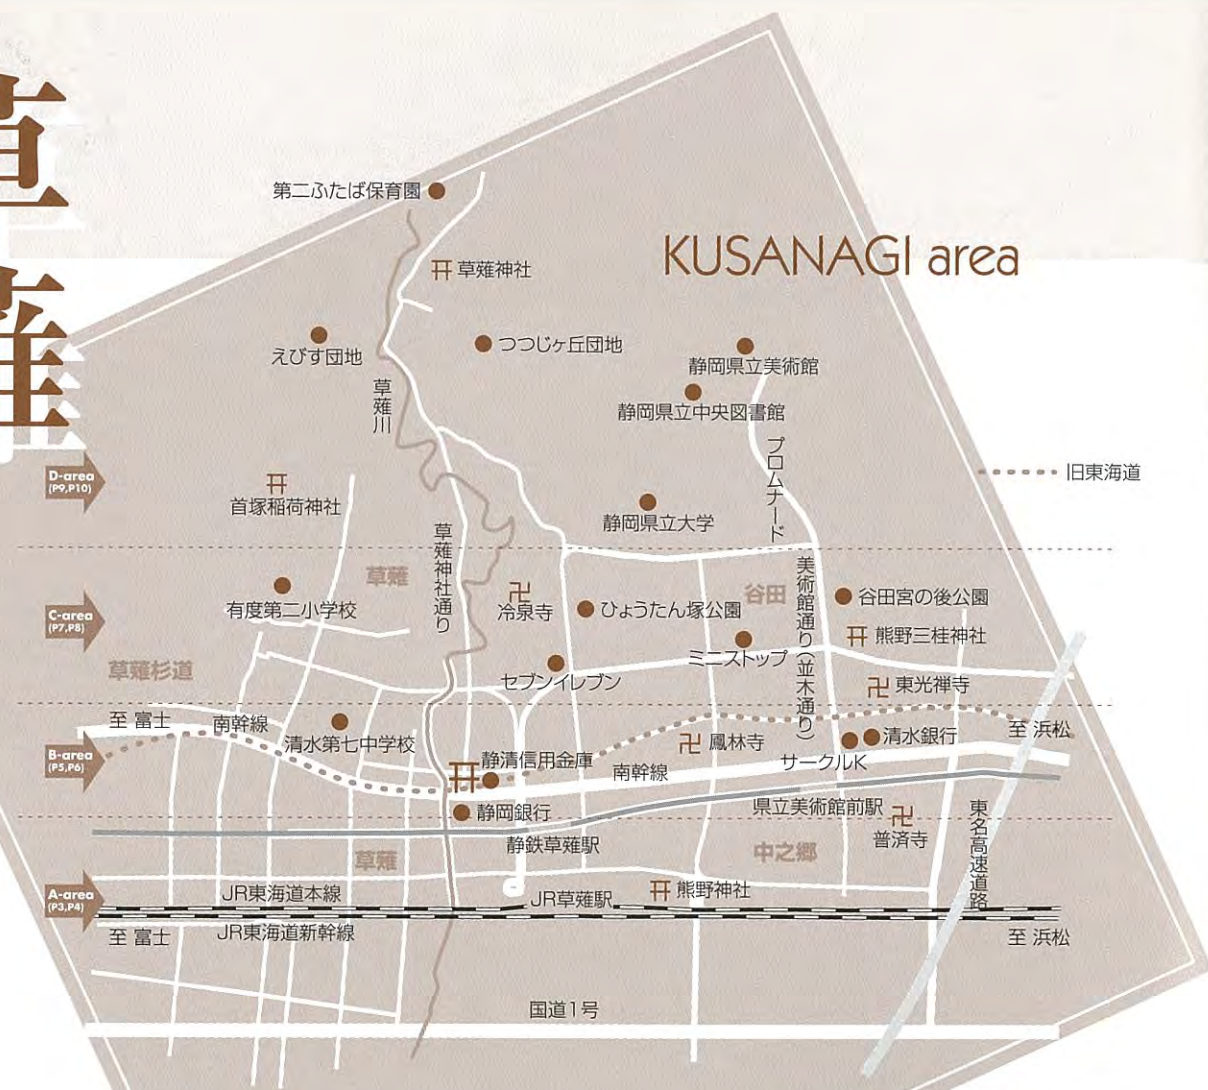 草薙
第二ふたば保育園
草薙神社
KUSANAGI area
えびす団地
つつじヶ丘団地
静岡県立美術館
静岡県立中央図書館
草薙川
プロムナード
旧東海道
D-area
(P9,P10)
首塚稲荷神社
静岡県立大学
草薙神社通り
草薙
谷田
美術館通り(並木通り)
有度第二小学校
冷泉寺
ひょうたん塚公園
谷田宮の後公園
C-area
(P7,P8)
熊野三桂神社
ミニストップ
草薙杉道
セブンイレブン
東光禅寺
至 富士
南幹線
清水第七中学校
至 浜松
鳳林寺
清水銀行
B-area
(P5,P6)
静清信用金庫
南幹線
サークルK
静岡銀行
県立美術館前駅
普済寺
東名高速道路
静鉄草薙駅
草薙
中之郷
A-area
(P3,P4)
JR東海道本線
JR草薙駅
熊野神社
至 富士
JR東海道新幹線
至 浜松
国道1号